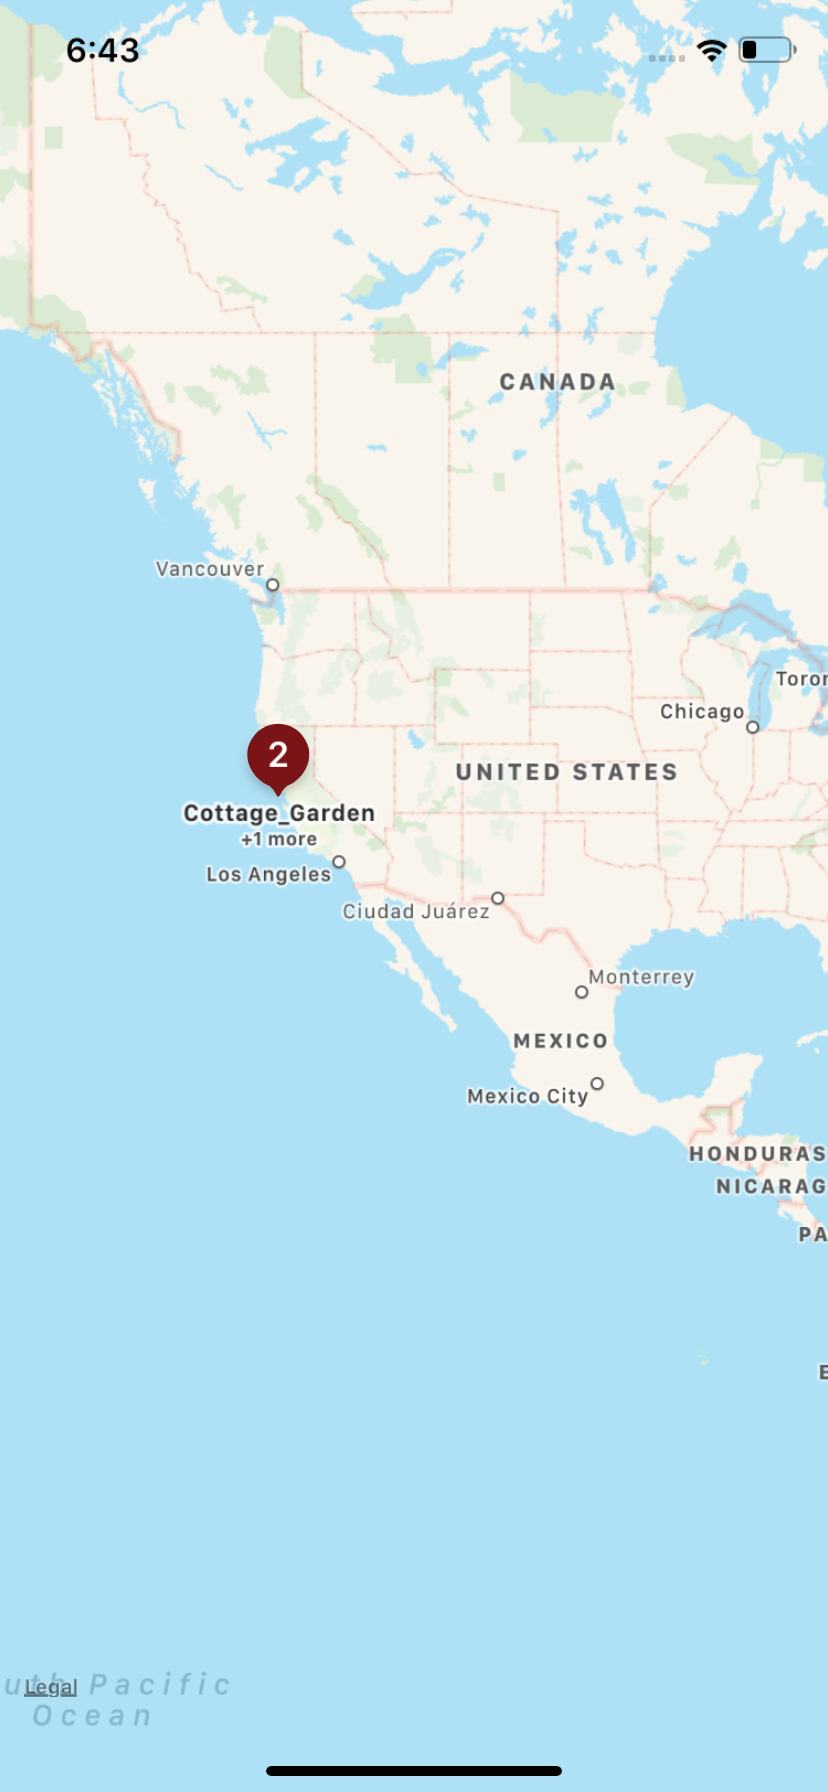 6:43
CANADA
Vancouver
Toror
Chicago
2
UNITED STATES
Cottage_Garden
+1 more
Los Angeles
Ciudad Juárez
Monterrey
MEXICO
Mexico City
HONDURAS
NICARAG
PA
E
uth Pacific
Legal
Ocean